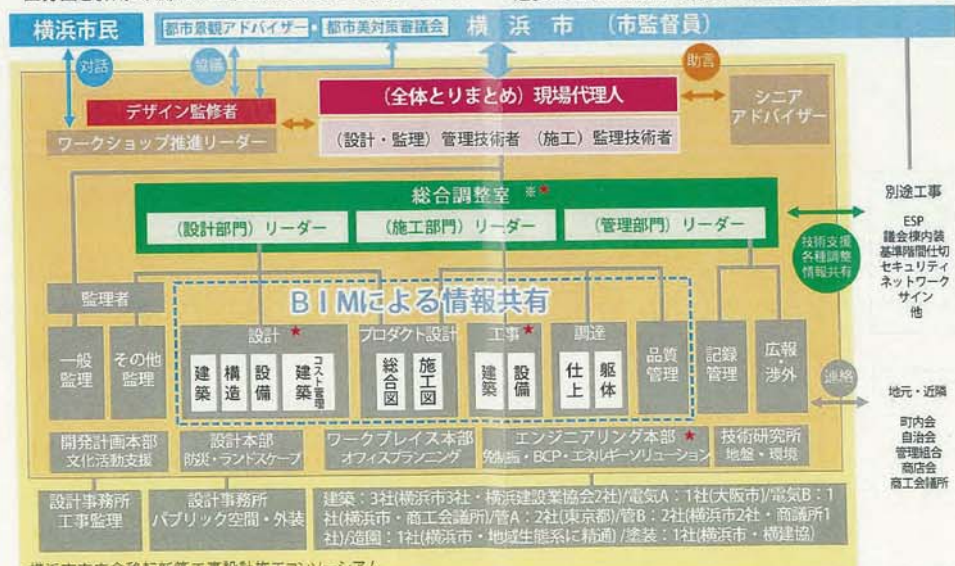 横浜市民
都市景観アドバイザー・都市美対策審議会 横浜市 (市監督員)
対話
協議
助言
デザイン監修者
(全体とりまとめ) 現場代理人
シニア
アドバイザー
ワークショップ推進リーダー
(設計・監理) 管理技術者 (施工) 監理技術者
総合調整室 ※★
(設計部門) リーダー
(施工部門) リーダー
(管理部門) リーダー
技術支援
各種調整
情報共有
別途工事
ESP
議会棟内装
基準階間仕切
セキュリティ
ネットワーク
サイン
他
監理者
BIMによる情報共有
一般
監理
その他
監理
設計 ★
建築
構造
設備
建築
コスト管理
プロダクト設計
総合図
施工図
工事 ★
建築
設備
調達
仕上
躯体
品質
管理
記録
管理
広報
・
渉外
連絡
地元・近隣
町内会
自治会
管理組合
商店会
商工会議所
開発計画本部
文化活動支援
設計本部
防災・ランドスケープ
ワークプレイス本部
オフィスプランニング
エンジニアリング本部 ★
免制振・BCP・エネルギーソリューション
技術研究所
地盤・環境
設計事務所
工事監理
設計事務所
パブリック空間・外装
建築：3社(横浜市3社・横浜建設業協会2社)/電気A：1社(大阪市)/電気B：1
社(横浜市・商工会議所)/管A：2社(東京都)/管B：2社(横浜市2社・商議所1
社)/造園：1社(横浜市・地域生態系に精通)/塗装：1社(横浜市・横建協)